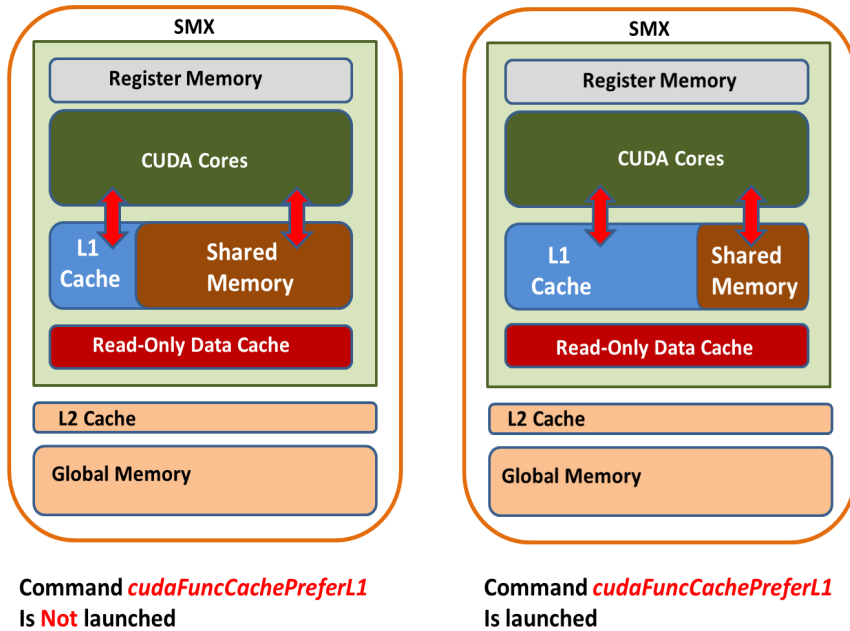 SMX
Register Memory
CUDA Cores
L1
Cache
Shared
Memory
Read-Only Data Cache
L2 Cache
Global Memory
Command cudaFuncCachePreferL1
Is Not launched
SMX
Register Memory
CUDA Cores
L1
Cache
Shared
Memory
Read-Only Data Cache
L2 Cache
Global Memory
Command cudaFuncCachePreferL1
Is launched